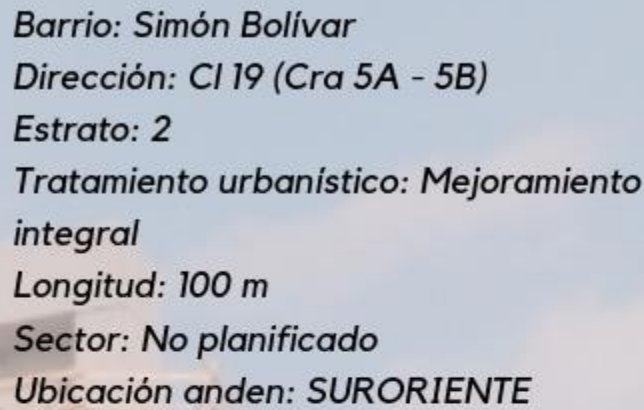 Barrio: Simón Bolívar
Dirección: Cl 19 (Cra 5A - 5B)
Estrato: 2
Tratamiento urbanístico: Mejoramiento
integral
Longitud: 100 m
Sector: No planificado
Ubicación anden: SURORIENTE